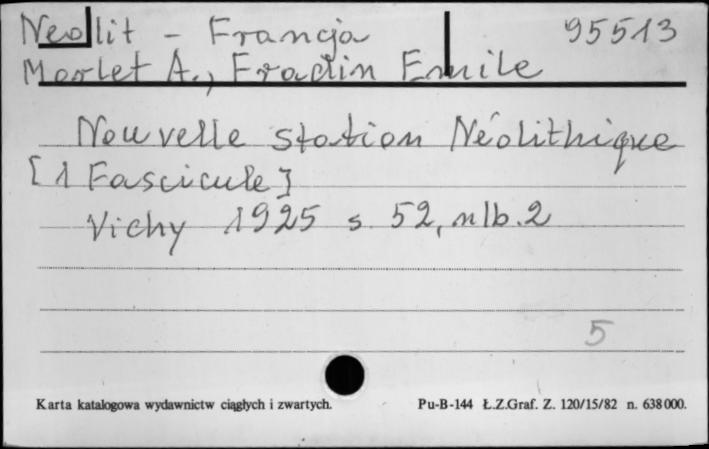 Neolit - Francja 95513
Morlet A., Fradin Emile
Nouvelle station Néolithique
[1 Fascicule]
Vichy 1925 s. 52, nlb. 2
5
Karta katalogowa wydawnictw ciągłych i zwartych. Pu-B-144 Ł.Z.Graf. Z. 120/15/82 n. 638000.